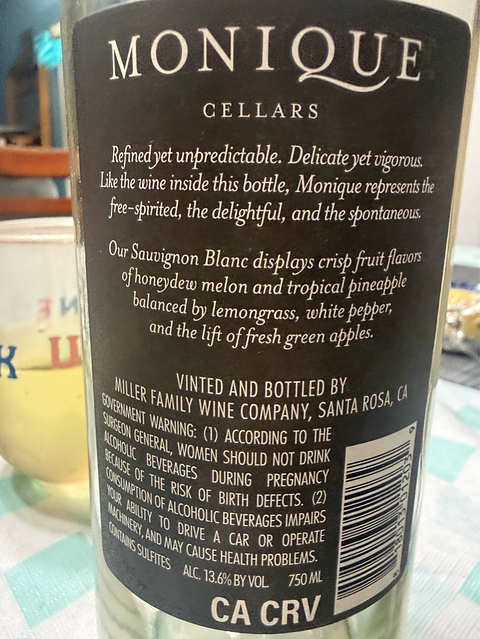 MONIQUE
CELLARS
Refined yet unpredictable. Delicate yet vigorous.
Like the wine inside this bottle, Monique represents the
free-spirited, the delightful, and the spontaneous.
Our Sauvignon Blanc displays crisp fruit flavors
of honeydew melon and tropical pineapple
balanced by lemongrass, white pepper,
and the lift of fresh green apples.
VINTED AND BOTTLED BY
MILLER FAMILY WINE COMPANY, SANTA ROSA, CA
GOVERNMENT WARNING: (1) ACCORDING TO THE
SURGEON GENERAL, WOMEN SHOULD NOT DRINK
ALCOHOLIC BEVERAGES DURING PREGNANCY
BECAUSE OF THE RISK OF BIRTH DEFECTS. (2)
CONSUMPTION OF ALCOHOLIC BEVERAGES IMPAIRS
YOUR ABILITY TO DRIVE A CAR OR OPERATE
MACHINERY, AND MAY CAUSE HEALTH PROBLEMS.
CONTAINS SULFITES ALC. 13.6% BY VOL. 750 ML
CA CRV